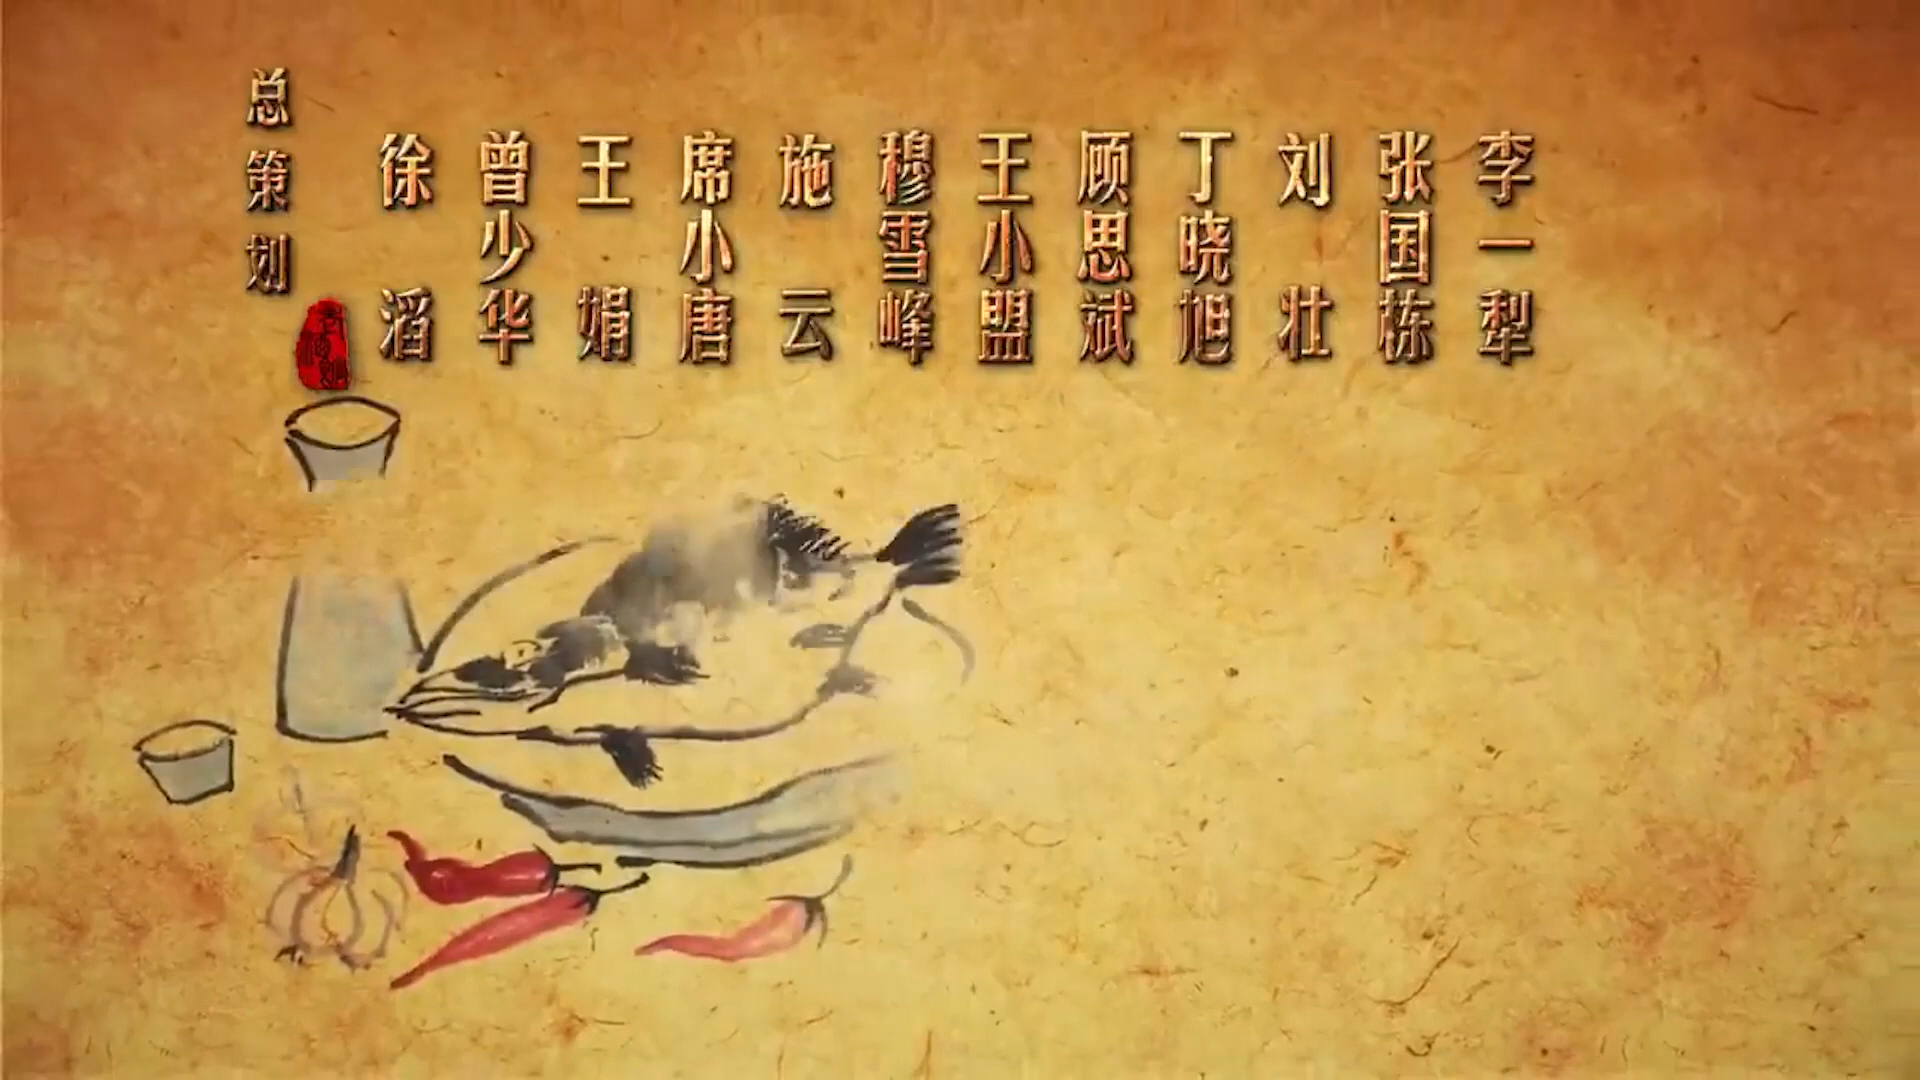 总策划
徐滔
曾少华
王娟
席小唐
施云
穆雪峰
王小盟
顾思斌
丁晓旭
刘壮
张国栋
李一犁